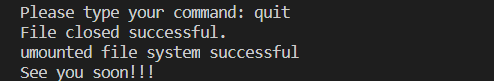 Please type your command: quit
File closed successful.
umounted file system successful
See you soon!!!